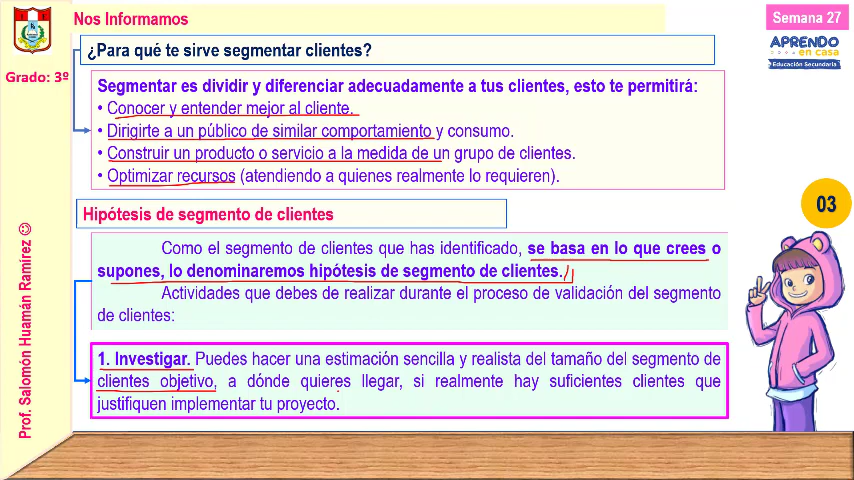 Nos Informamos
Semana 27
¿Para qué te sirve segmentar clientes?
APRENDO
en casa
Educación Secundaria
Grado: 3º
Segmentar es dividir y diferenciar adecuadamente a tus clientes, esto te permitirá:
• Conocer y entender mejor al cliente.
• Dirigirte a un público de similar comportamiento y consumo.
• Construir un producto o servicio a la medida de un grupo de clientes.
• Optimizar recursos (atendiendo a quienes realmente lo requieren).
03
Hipótesis de segmento de clientes
Como el segmento de clientes que has identificado, se basa en lo que crees o
supones, lo denominaremos hipótesis de segmento de clientes.
Actividades que debes de realizar durante el proceso de validación del segmento
de clientes:
1. Investigar. Puedes hacer una estimación sencilla y realista del tamaño del segmento de
clientes objetivo, a dónde quieres llegar, si realmente hay suficientes clientes que
justifiquen implementar tu proyecto.
Prof. Salomón Huamán Ramírez ☺